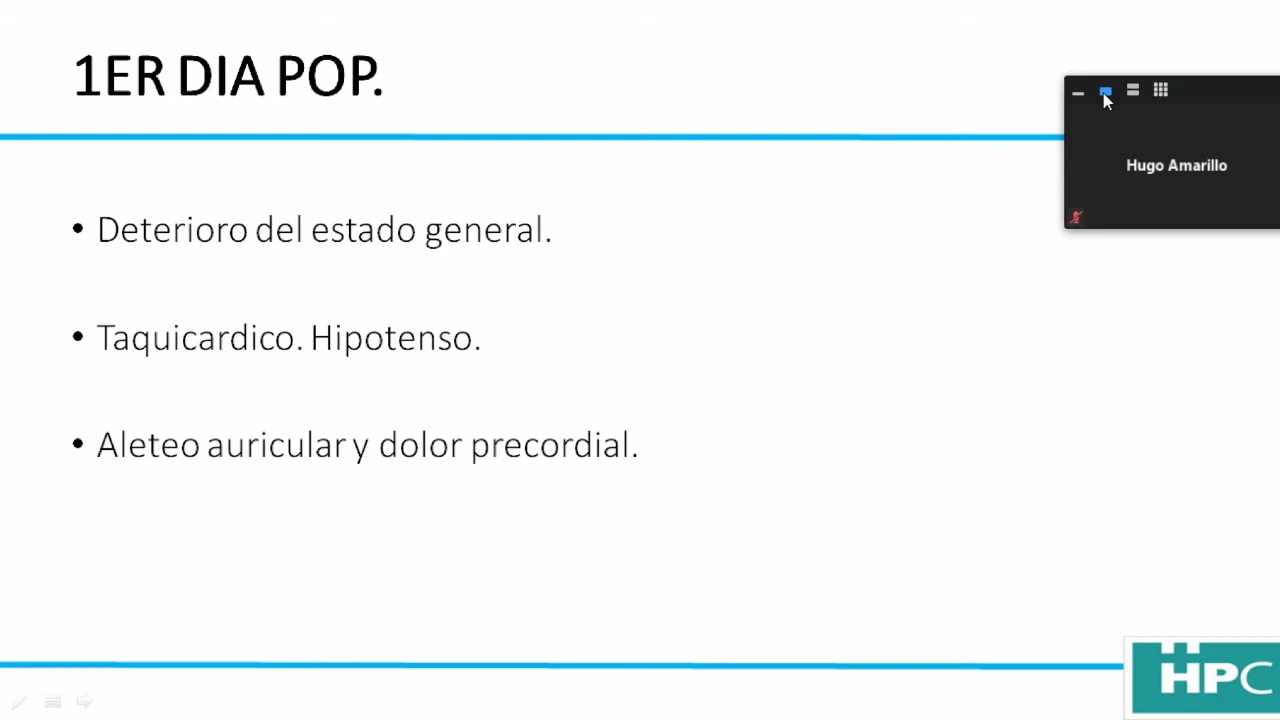 1ER DIA POP.
Hugo Amarillo
• Deterioro del estado general.
• Taquicardico. Hipotenso.
• Aleteo auricular y dolor precordial.
HPC